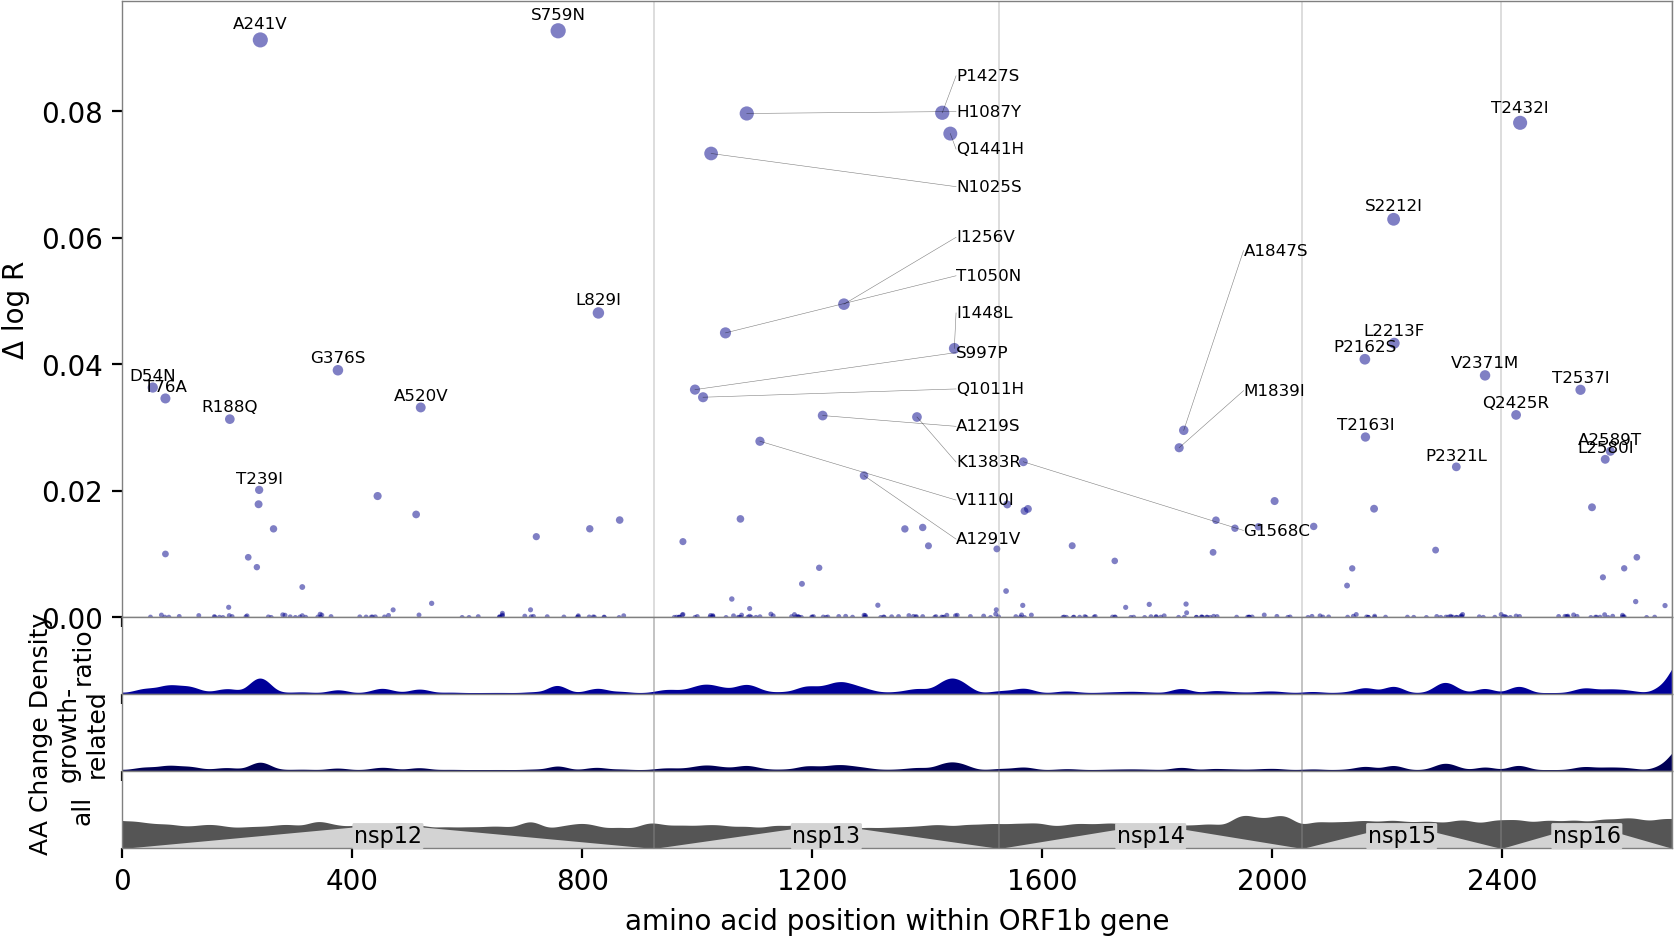 A241V
S759N
P1427S
H1087Y
Q1441H
N1025S
T2432I
S2212I
I1256V
A1847S
T1050N
L829I
I1448L
L2213F
P2162S
S997P
G376S
V2371M
D54N
T76A
T2537I
Q1011H
M1839I
A520V
R188Q
Q2425R
A1219S
T2163I
A2589T
L2580I
K1383R
P2321L
T239I
V1110I
G1568C
A1291V
0.08
0.06
0.04
0.02
0.00
Δ log R
AA Change Density
ratio
growth-
related
all
nsp12
nsp13
nsp14
nsp15
nsp16
0 400 800 1200 1600 2000 2400
amino acid position within ORF1b gene